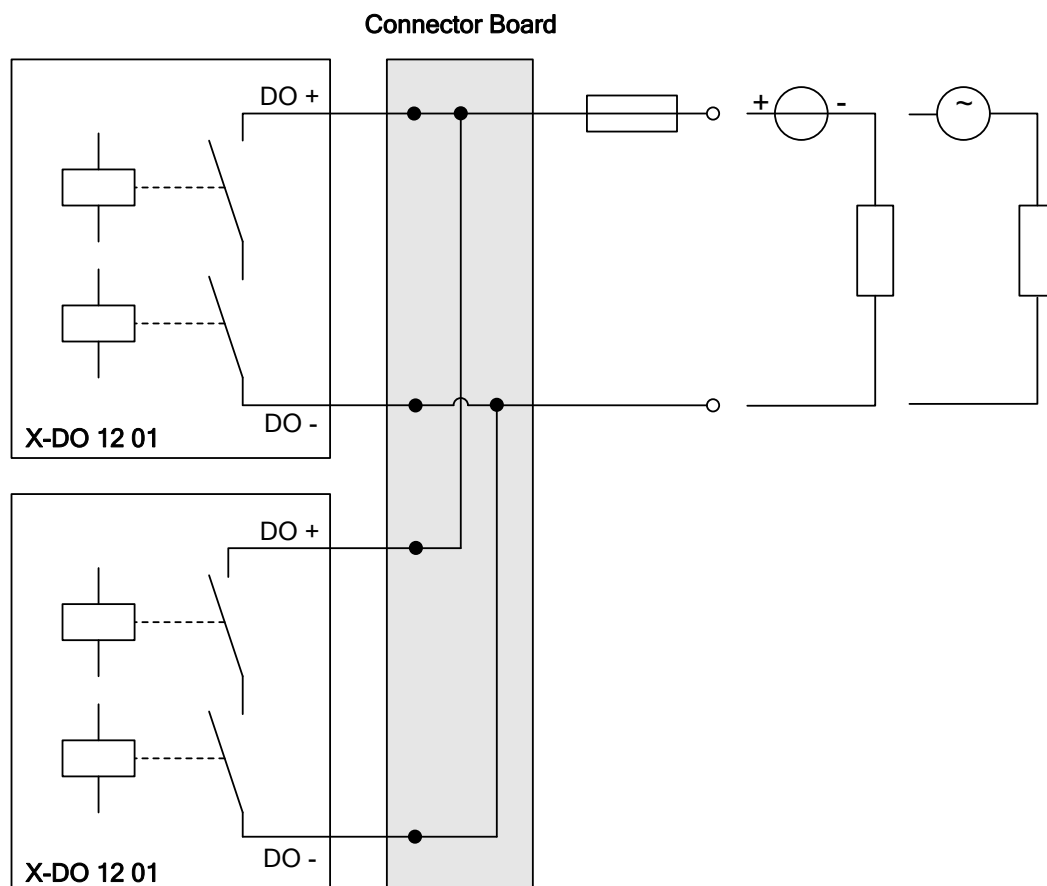 Connector Board
DO +
+ - ~
DO -
X-DO 12 01
DO +
DO -
X-DO 12 01